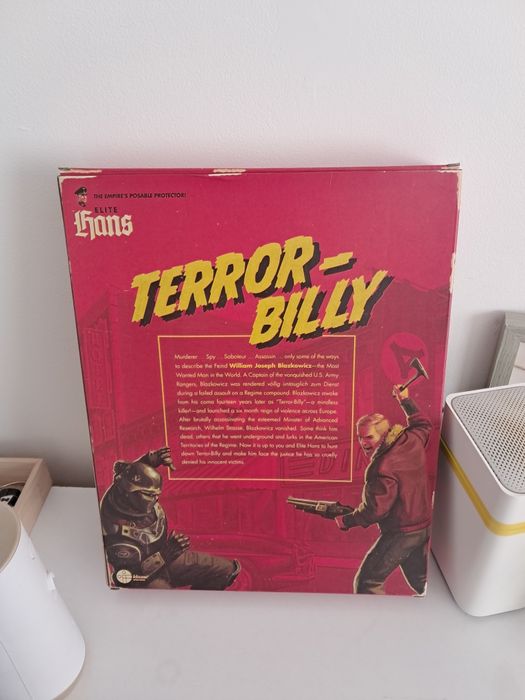 THE EMPIRE'S POSABLE PROTECTOR!
ELITE
Hans
TERROR-
BILLY
Murderer ... Spy ... Saboteur ... Assassin ... only some of the ways
to describe the Feind William Joseph Blazkowicz—the Most
Wanted Man in the World. A Captain of the vanquished U.S. Army
Rangers, Blazkowicz was rendered völlig untauglich zum Dienst
during a failed assault on a Regime compound. Blazkowicz awoke
from his coma fourteen years later as "Terror-Billy"—a mindless
killer!—and launched a six month reign of violence across Europe.
After brutally assassinating the esteemed Minister of Advanced
Research, Wilhelm Strasse, Blazkowicz vanished. Some think him
dead, others that he went underground and lurks in the American
Territories of the Regime. Now it is up to you and Elite Hans to hunt
down Terror-Billy and make him face the justice he has so cruelly
denied his innocent victims.